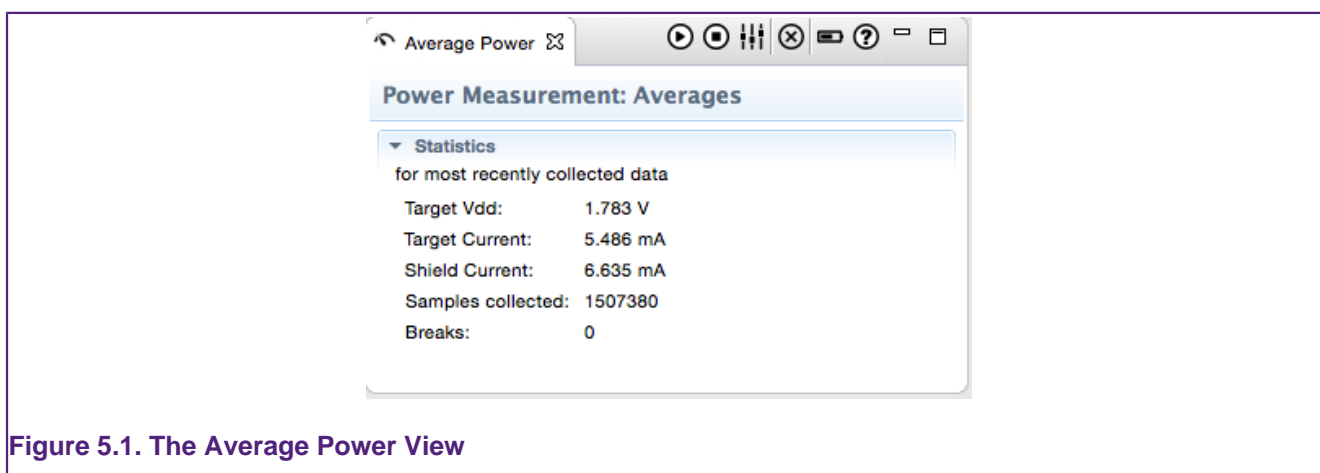 Average Power
Power Measurement: Averages
Statistics
for most recently collected data
Target Vdd: 1.783 V
Target Current: 5.486 mA
Shield Current: 6.635 mA
Samples collected: 1507380
Breaks: 0
Figure 5.1. The Average Power View